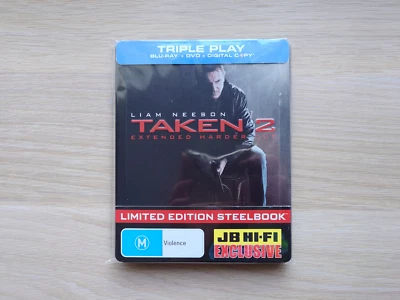 TRIPLE PLAY
BLU-RAY + DVD + DIGITAL COPY
LIAM NEESON
TAKEN 2
EXTENDED HARDER
LIMITED EDITION STEELBOOK
M
Violence
JB HI-FI
EXCLUSIVE